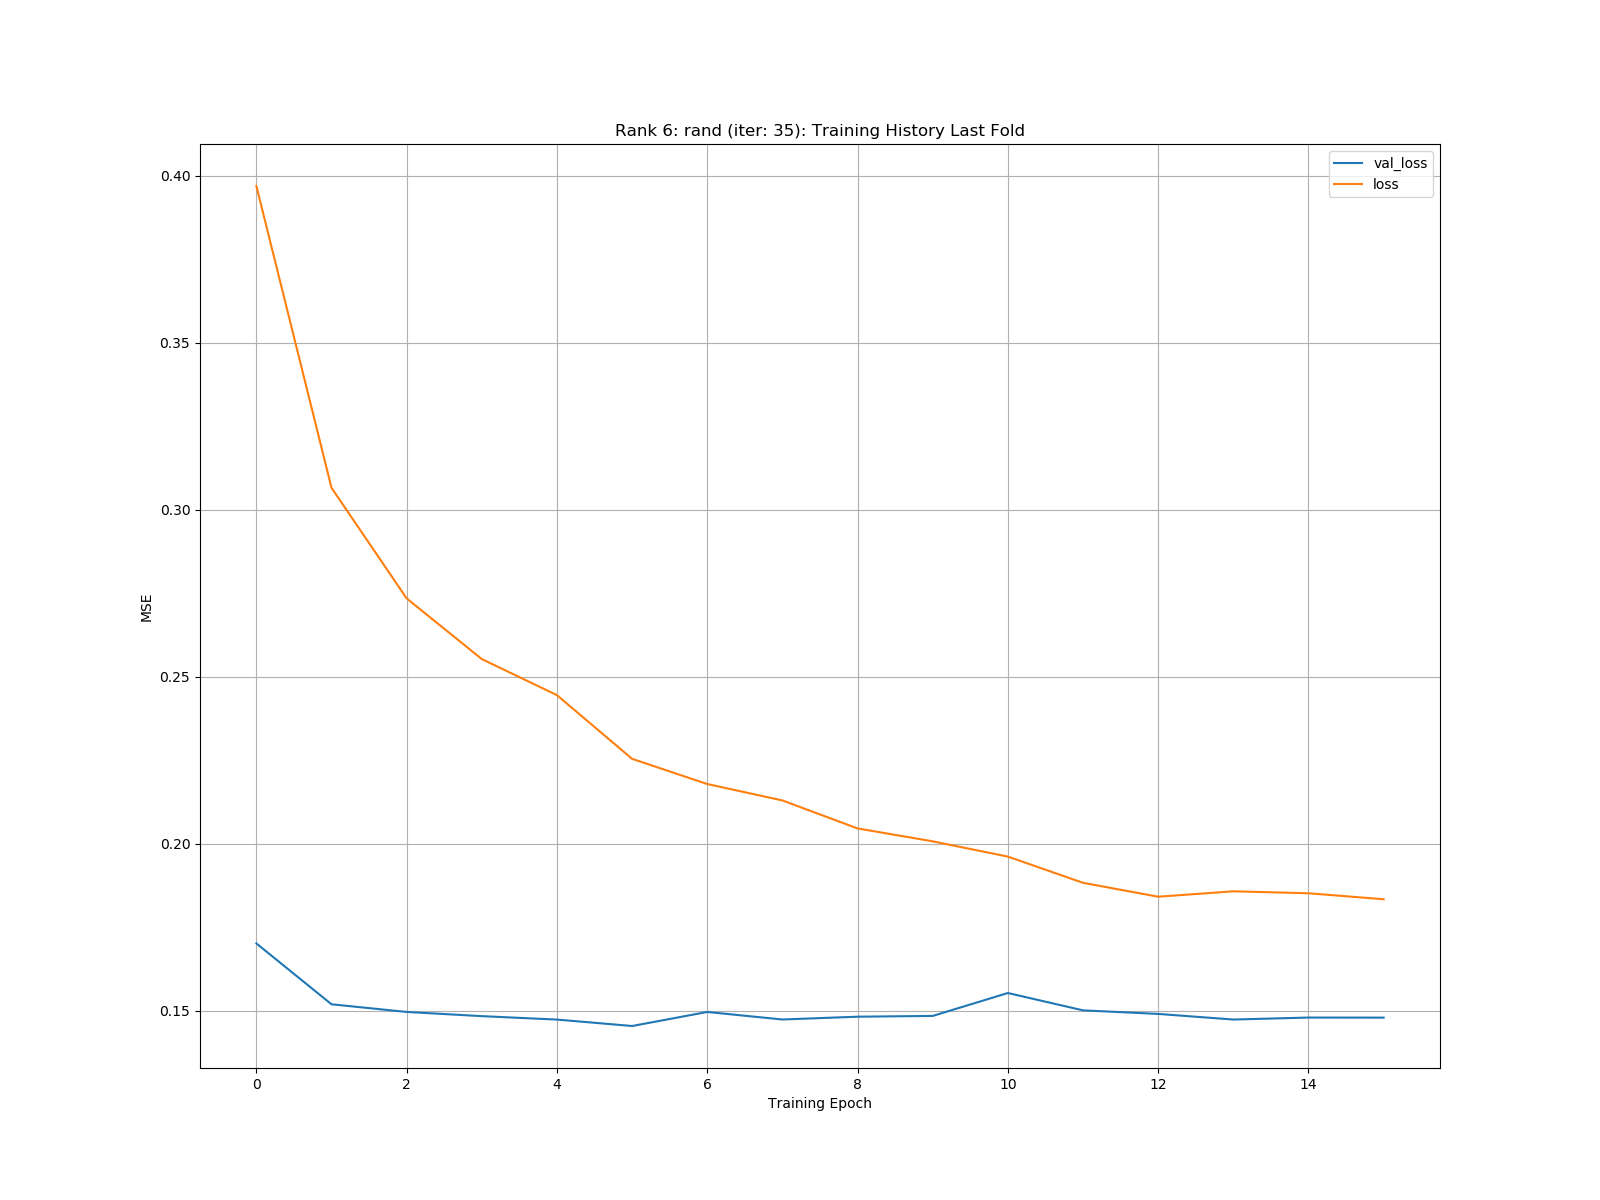 Rank 6: rand (iter: 35): Training History Last Fold
val_loss
loss
0.40
0.35
0.30
0.25
0.20
0.15
MSE
0 2 4 6 8 10 12 14
Training Epoch